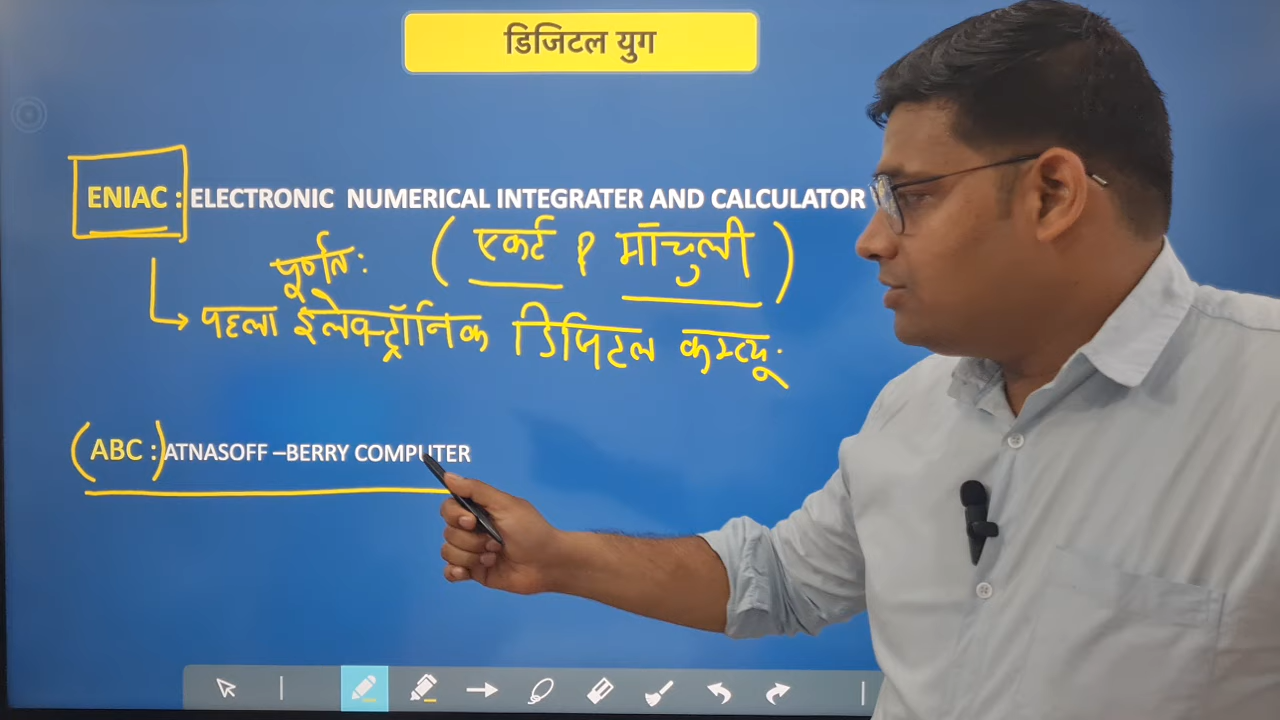 डिजिटल युग
ENIAC : ELECTRONIC NUMERICAL INTEGRATER AND CALCULATOR
पूर्णत: ( एकर्ट P मॉचुली )
पहला इलेक्ट्रॉनिक डिजिटल कम्प्यू.
(ABC :) ATNASOFF –BERRY COMPUTER